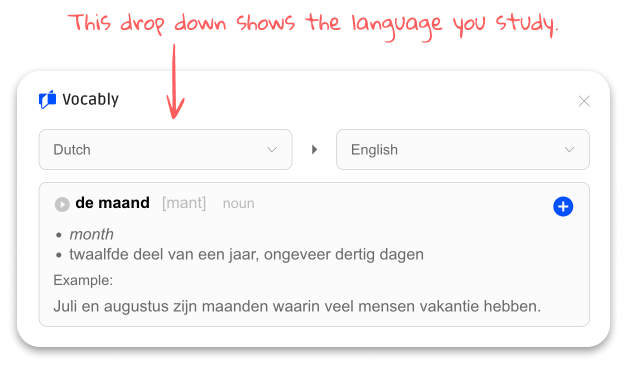 This drop down shows the language you study.
Vocably
Dutch English
de maand [mant] noun
month
twaalfde deel van een jaar, ongeveer dertig dagen
Example:
Juli en augustus zijn maanden waarin veel mensen vakantie hebben.